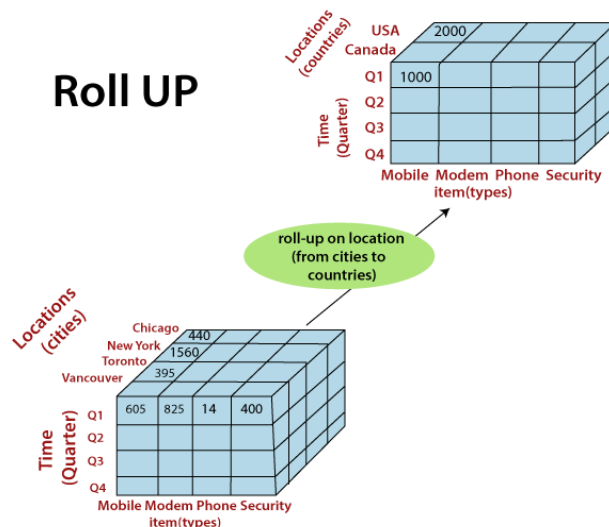 Roll UP
Locations
(countries)
USA
Canada
2000
1000
Time
(Quarter)
Q1
Q2
Q3
Q4
Mobile Modem Phone Security
item(types)
roll-up on location
(from cities to
countries)
Locations
(cities)
Chicago
New York
Toronto
Vancouver
440
1560
395
605 825 14 400
Time
(Quarter)
Q1
Q2
Q3
Q4
Mobile Modem Phone Security
item(types)